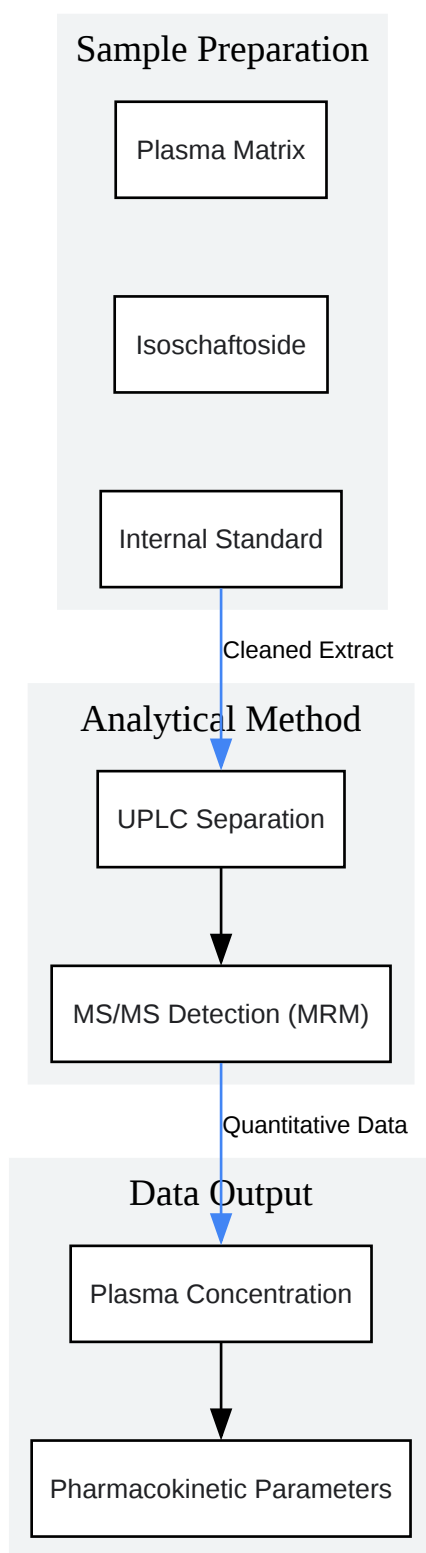 Sample Preparation
Plasma Matrix
Isoschaftoside
Internal Standard
Cleaned Extract
Analytical Method
UPLC Separation
MS/MS Detection (MRM)
Quantitative Data
Data Output
Plasma Concentration
Pharmacokinetic Parameters